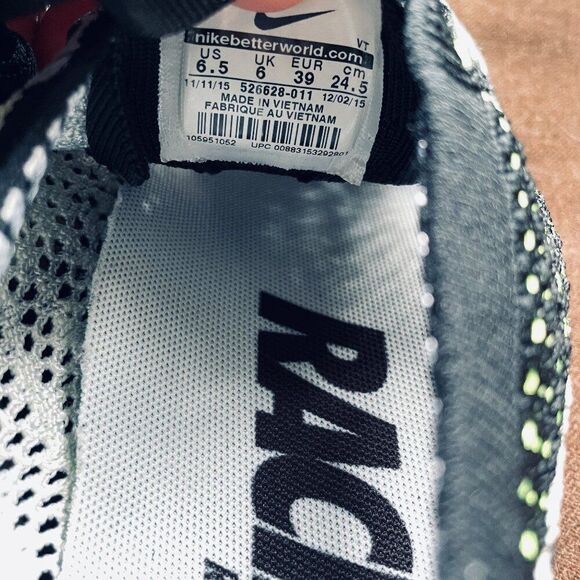 nikebetterworld.com
VT
US UK EUR cm
6.5 6 39 24.5
11/11/15 526628-011 12/02/15
MADE IN VIETNAM
FABRIQUE AU VIETNAM
105951052 UPC
RAC